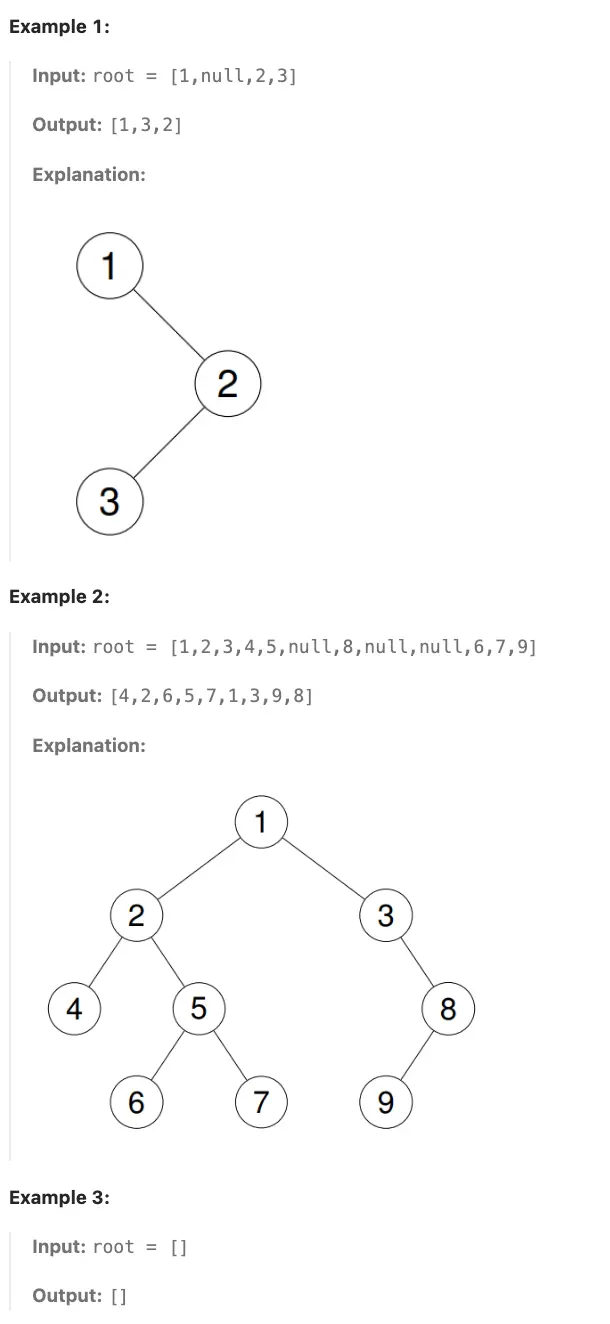 Example 1:
Input: root = [1,null,2,3]
Output: [1,3,2]
Explanation:
1
2
3
Example 2:
Input: root = [1,2,3,4,5,null,8,null,null,6,7,9]
Output: [4,2,6,5,7,1,3,9,8]
Explanation:
1
2 3
4 5 8
6 7 9
Example 3:
Input: root = []
Output: []